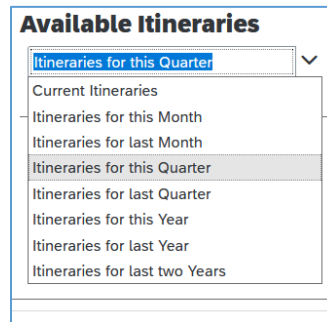 Available Itineraries
Itineraries for this Quarter
Current Itineraries
Itineraries for this Month
Itineraries for last Month
Itineraries for this Quarter
Itineraries for last Quarter
Itineraries for this Year
Itineraries for last Year
Itineraries for last two Years